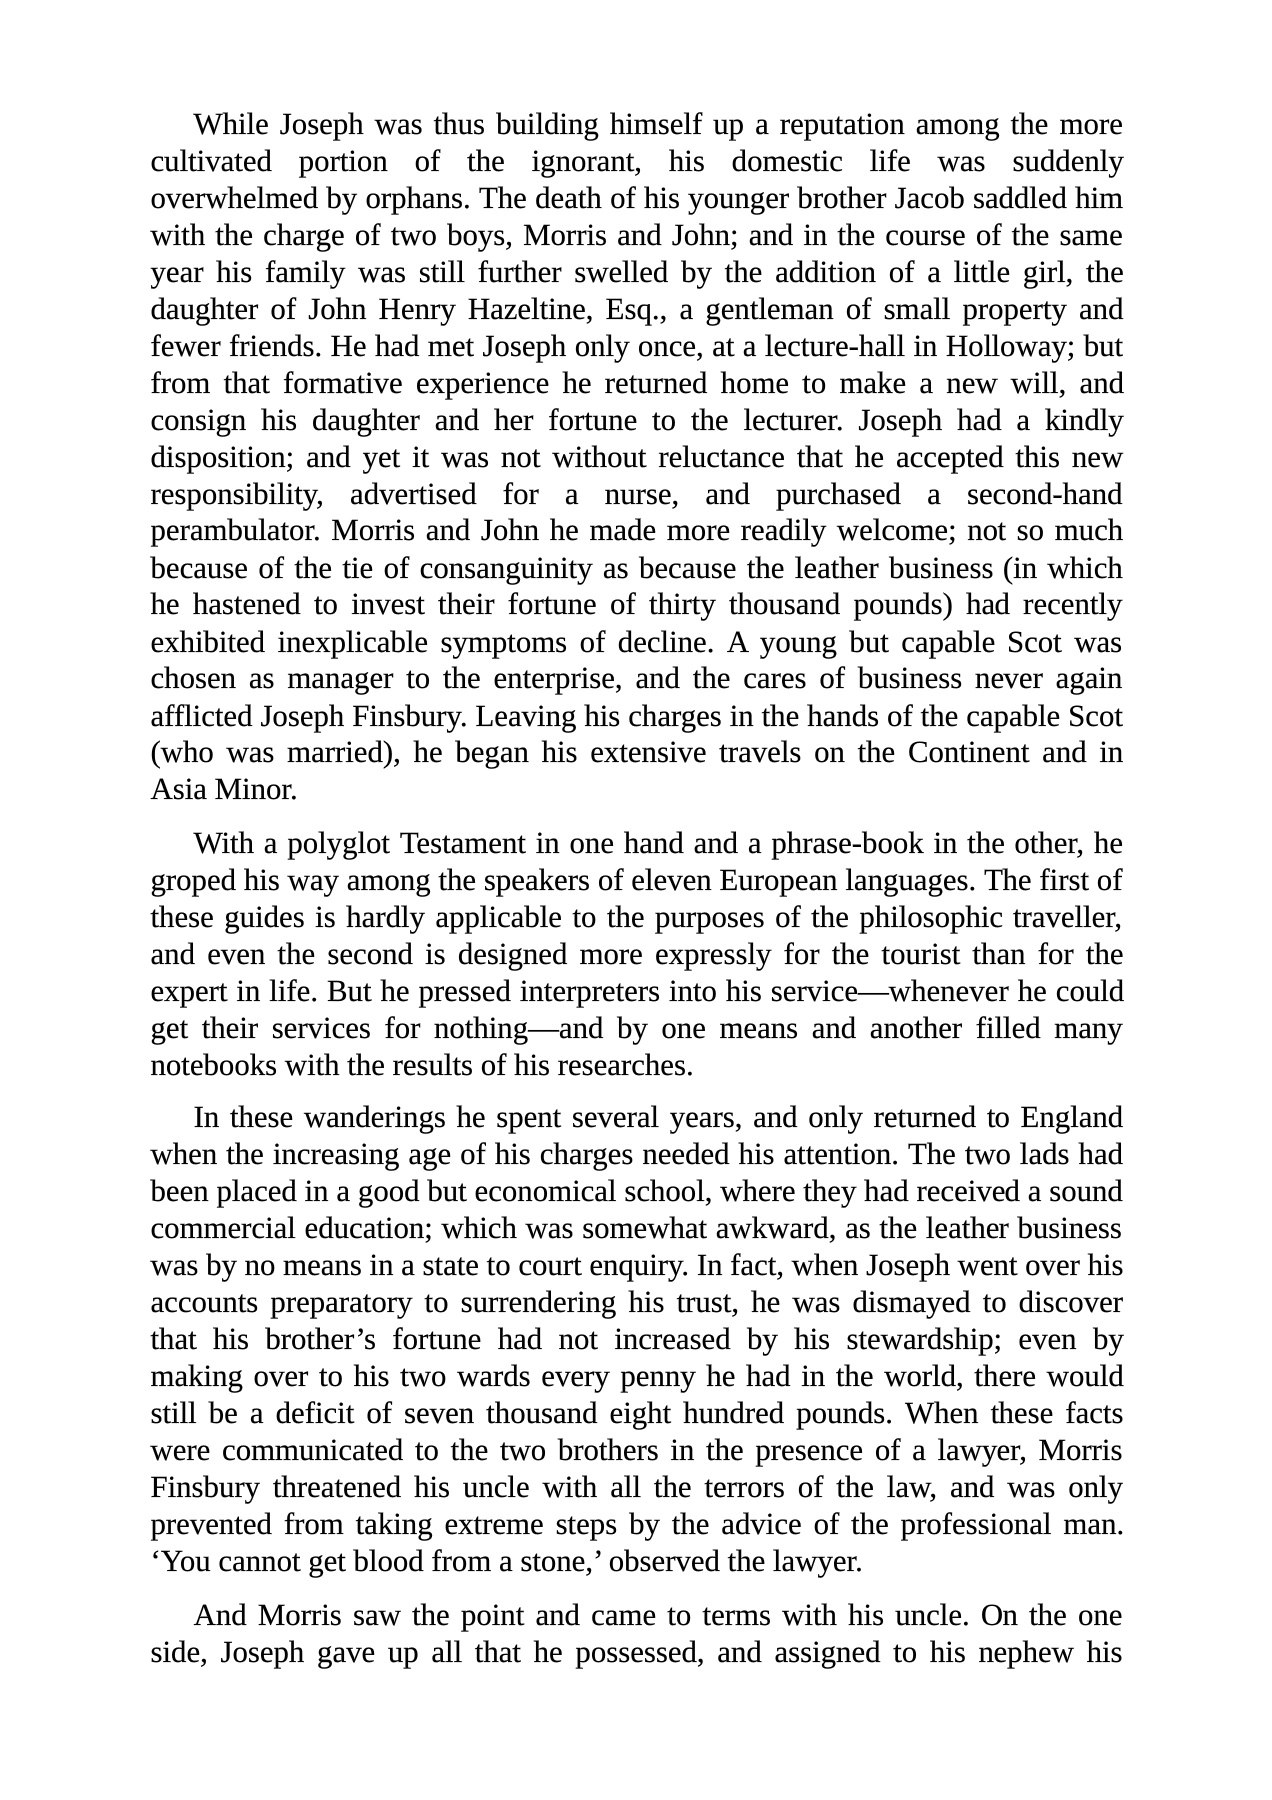 While Joseph was thus building himself up a reputation among the more
cultivated portion of the ignorant, his domestic life was suddenly
overwhelmed by orphans. The death of his younger brother Jacob saddled him
with the charge of two boys, Morris and John; and in the course of the same
year his family was still further swelled by the addition of a little girl, the
daughter of John Henry Hazeltine, Esq., a gentleman of small property and
fewer friends. He had met Joseph only once, at a lecture-hall in Holloway; but
from that formative experience he returned home to make a new will, and
consign his daughter and her fortune to the lecturer. Joseph had a kindly
disposition; and yet it was not without reluctance that he accepted this new
responsibility, advertised for a nurse, and purchased a second-hand
perambulator. Morris and John he made more readily welcome; not so much
because of the tie of consanguinity as because the leather business (in which
he hastened to invest their fortune of thirty thousand pounds) had recently
exhibited inexplicable symptoms of decline. A young but capable Scot was
chosen as manager to the enterprise, and the cares of business never again
afflicted Joseph Finsbury. Leaving his charges in the hands of the capable Scot
(who was married), he began his extensive travels on the Continent and in
Asia Minor.
With a polyglot Testament in one hand and a phrase-book in the other, he
groped his way among the speakers of eleven European languages. The first of
these guides is hardly applicable to the purposes of the philosophic traveller,
and even the second is designed more expressly for the tourist than for the
expert in life. But he pressed interpreters into his service—whenever he could
get their services for nothing—and by one means and another filled many
notebooks with the results of his researches.
In these wanderings he spent several years, and only returned to England
when the increasing age of his charges needed his attention. The two lads had
been placed in a good but economical school, where they had received a sound
commercial education; which was somewhat awkward, as the leather business
was by no means in a state to court enquiry. In fact, when Joseph went over his
accounts preparatory to surrendering his trust, he was dismayed to discover
that his brother’s fortune had not increased by his stewardship; even by
making over to his two wards every penny he had in the world, there would
still be a deficit of seven thousand eight hundred pounds. When these facts
were communicated to the two brothers in the presence of a lawyer, Morris
Finsbury threatened his uncle with all the terrors of the law, and was only
prevented from taking extreme steps by the advice of the professional man.
‘You cannot get blood from a stone,’ observed the lawyer.
And Morris saw the point and came to terms with his uncle. On the one
side, Joseph gave up all that he possessed, and assigned to his nephew his